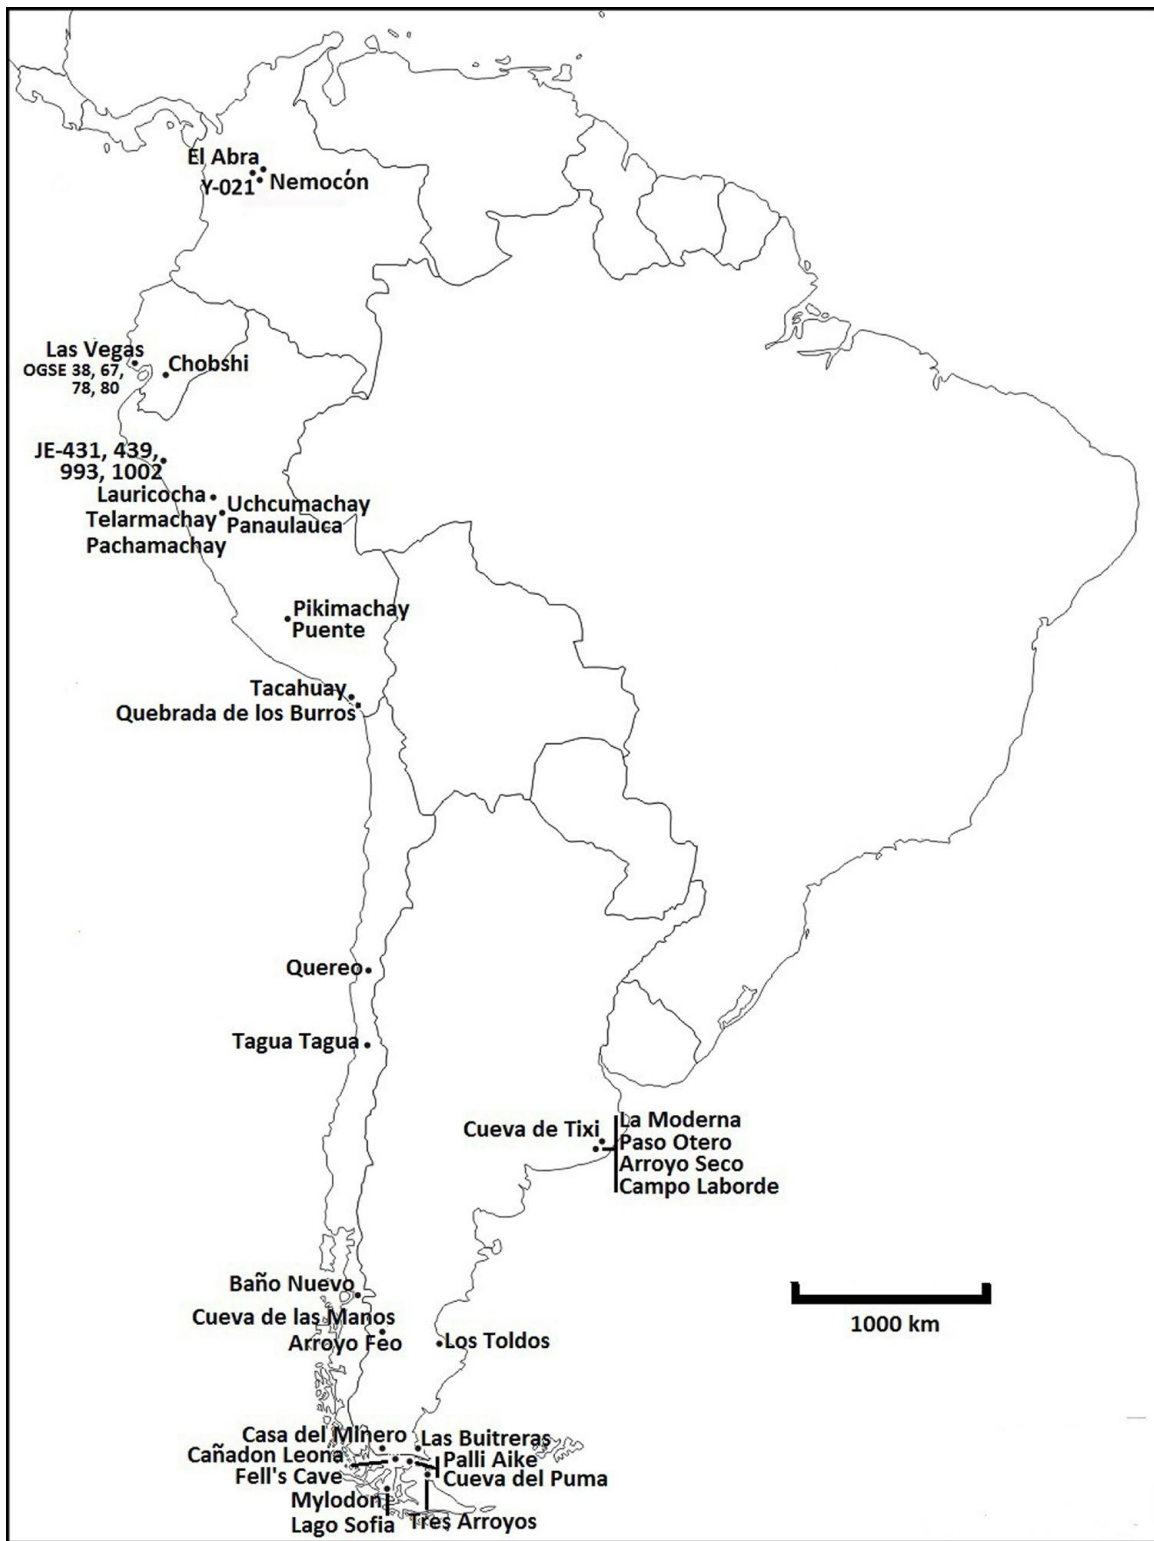 El Abra
Y-021
Nemocón
Las Vegas
OGSE 38, 67,
78, 80
Chobshi
JE-431, 439,
993, 1002
Lauricocha
Telarmachay
Pachamachay
Uchcumachay
Panaulauca
Pikimachay
Puente
Tacahuay
Quebrada de los Burros
Quereo
Tagua Tagua
Cueva de Tixi
La Moderna
Paso Otero
Arroyo Seco
Campo Laborde
Baño Nuevo
Cueva de las Manos
Arroyo Feo
Los Toldos
1000 km
Casa del Minero
Cañadon Leona
Fell's Cave
Mylodon
Lago Sofia
Las Buitreras
Palli Aike
Cueva del Puma
Tres Arroyos